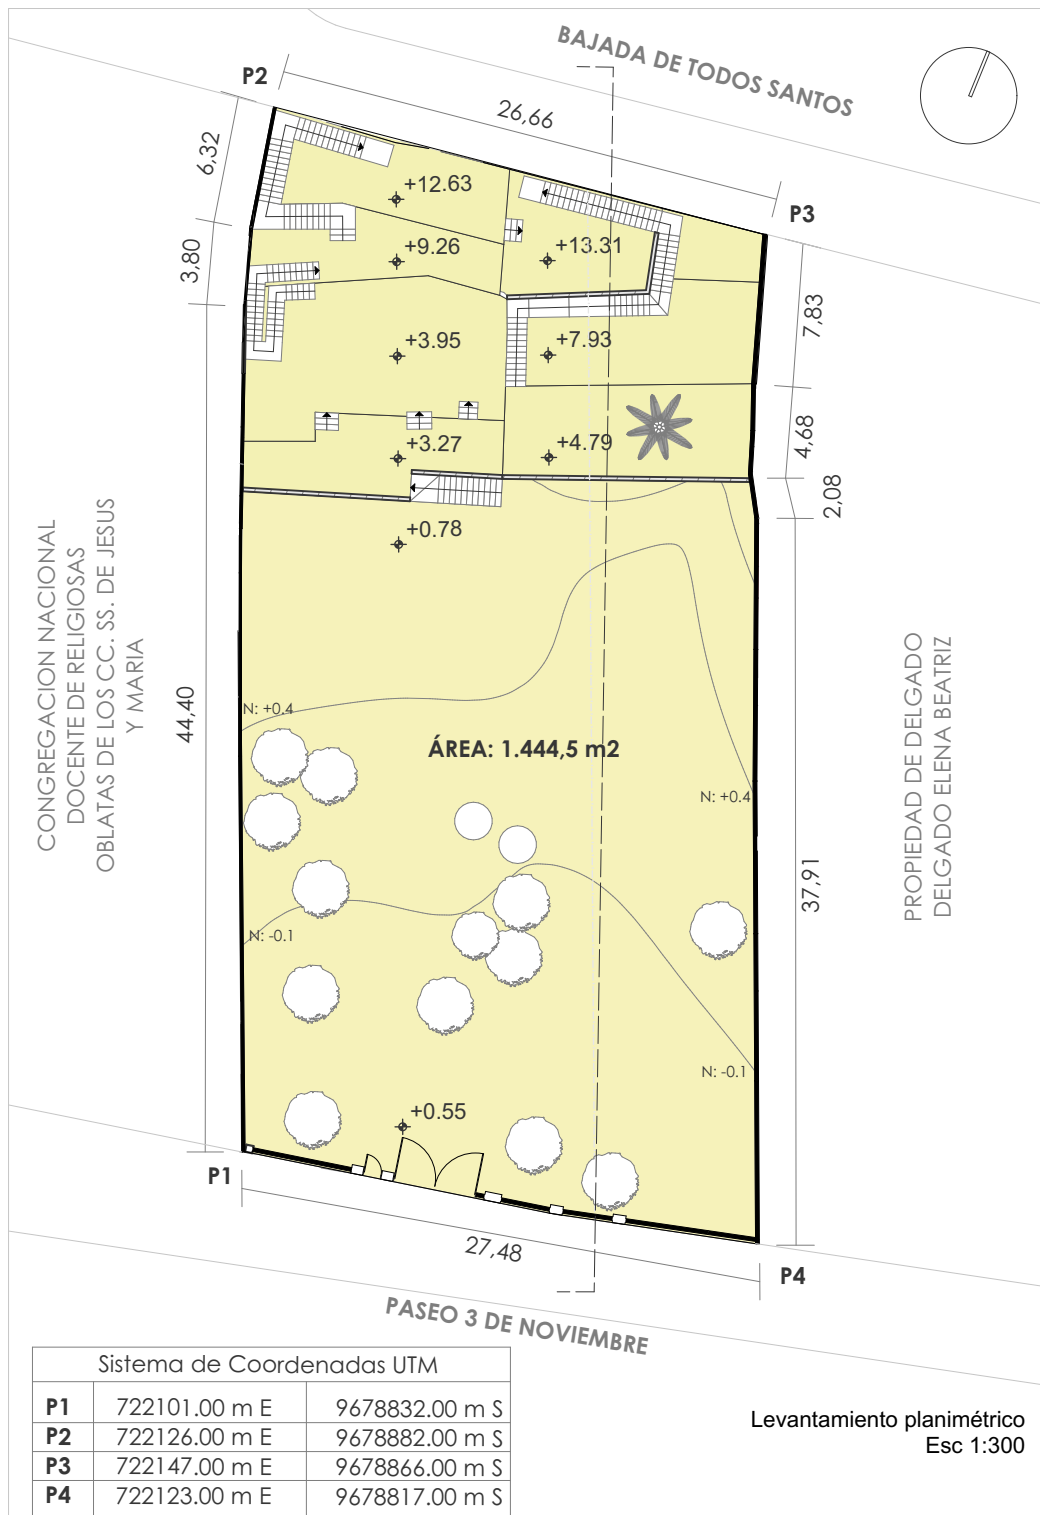 BAJADA DE TODOS SANTOS
P2
26,66
P3
6,32
3,80
44,40
+12.63
+9.26
+13.31
+3.95
+7.93
+3.27
+4.79
+0.78
7,83
4,68
2,08
37,91
CONGREGACION NACIONAL
DOCENTE DE RELIGIOSAS
OBLATAS DE LOS CC. SS. DE JESUS
Y MARIA
PROPIEDAD DE DELGADO
DELGADO ELENA BEATRIZ
N: +0.4
ÁREA: 1.444,5 m2
N: +0.4
N: -0.1
N: -0.1
+0.55
P1
27,48
P4
PASEO 3 DE NOVIEMBRE
Sistema de Coordenadas UTM
P1 722101.00 m E 9678832.00 m S
P2 722126.00 m E 9678882.00 m S
P3 722147.00 m E 9678866.00 m S
P4 722123.00 m E 9678817.00 m S
Levantamiento planimétrico
Esc 1:300